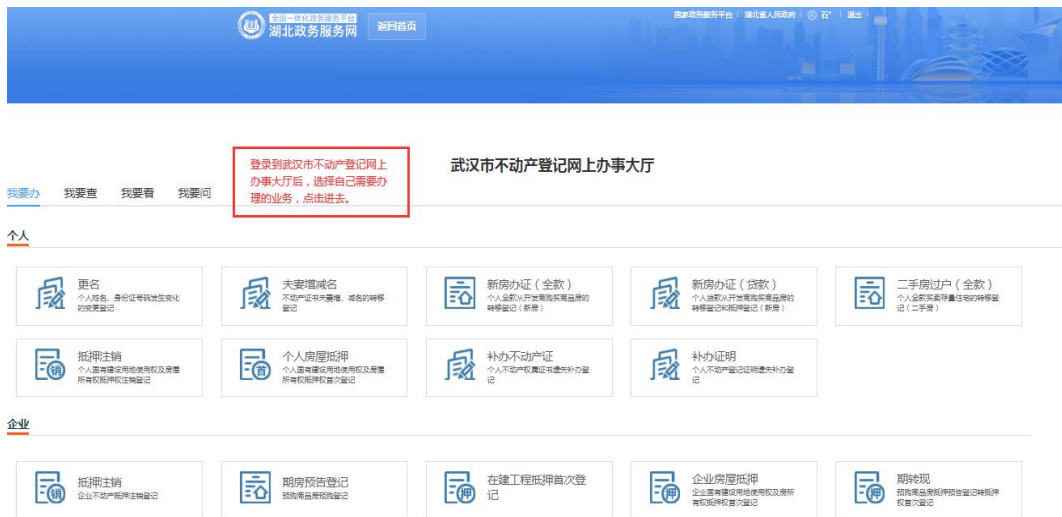 全国一体化政务服务平台
湖北政务服务网
返回首页
国家政务服务平台 | 湖北省人民政府 | 石* | 退出
武汉市不动产登记网上办事大厅
登录到武汉市不动产登记网上
办事大厅后，选择自己需要办
理的业务，点击进去。
我要办 我要查 我要看 我要问
个人
更名
个人姓名、身份证号码发生变化
的变更登记
夫妻增减名
不动产证书夫妻增、减名的转移
登记
新房办证（全款）
个人全款从开发商购买商品房的
转移登记（新房）
新房办证（贷款）
个人贷款从开发商购买商品房的
转移登记和抵押登记（新房）
二手房过户（全款）
个人全款买卖存量住宅的转移登
记（二手房）
销
抵押注销
个人国有建设用地使用权及房屋
所有权抵押权注销登记
首
个人房屋抵押
个人国有建设用地使用权及房屋
所有权抵押权首次登记
补办不动产证
个人不动产权属证书遗失补办登
记
补办证明
个人不动产登记证明遗失补办登
记
企业
销
抵押注销
企业不动产抵押注销登记
期房预告登记
预购商品房预购登记
押
在建工程抵押首次登
记
押
企业房屋抵押
企业国有建设用地使用权及房屋所
有权抵押权首次登记
押
期转现
预购商品房抵押预告登记转抵押
权首次登记